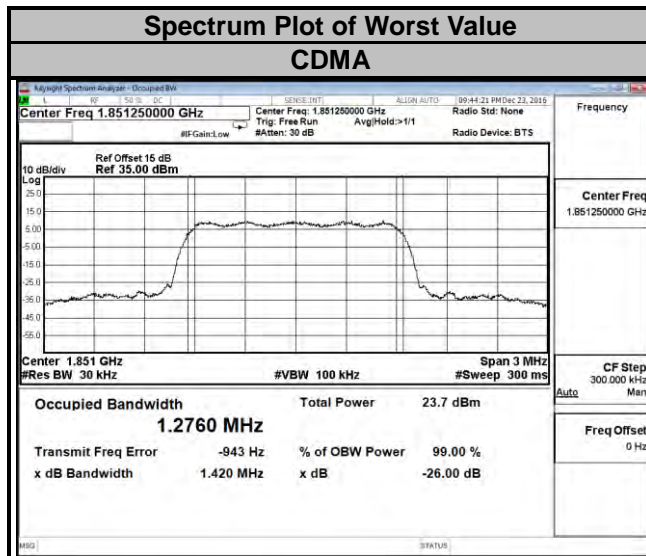 Spectrum Plot of Worst Value
CDMA
Keysight Spectrum Analyzer - Occupied BW
L RF 50 Ω DC SENSE:INT ALIGN AUTO 09:44:21 PM Dec 23, 2016
Center Freq 1.851250000 GHz
Center Freq: 1.851250000 GHz
Radio Std: None
Trig: Free Run Avg|Hold:>1/1
#IFGain:Low #Atten: 30 dB Radio Device: BTS
Ref Offset 15 dB
10 dB/div Ref 35.00 dBm
Log
25.0
15.0
5.00
-5.00
-15.0
-25.0
-35.0
-45.0
-55.0
Center 1.851 GHz Span 3 MHz
#Res BW 30 kHz #VBW 100 kHz #Sweep 300 ms
Occupied Bandwidth Total Power 23.7 dBm
1.2760 MHz
Transmit Freq Error -943 Hz % of OBW Power 99.00 %
x dB Bandwidth 1.420 MHz x dB -26.00 dB
MSG STATUS
Frequency
Center Freq
1.851250000 GHz
CF Step
300.000 kHz
Auto Man
Freq Offset
0 Hz